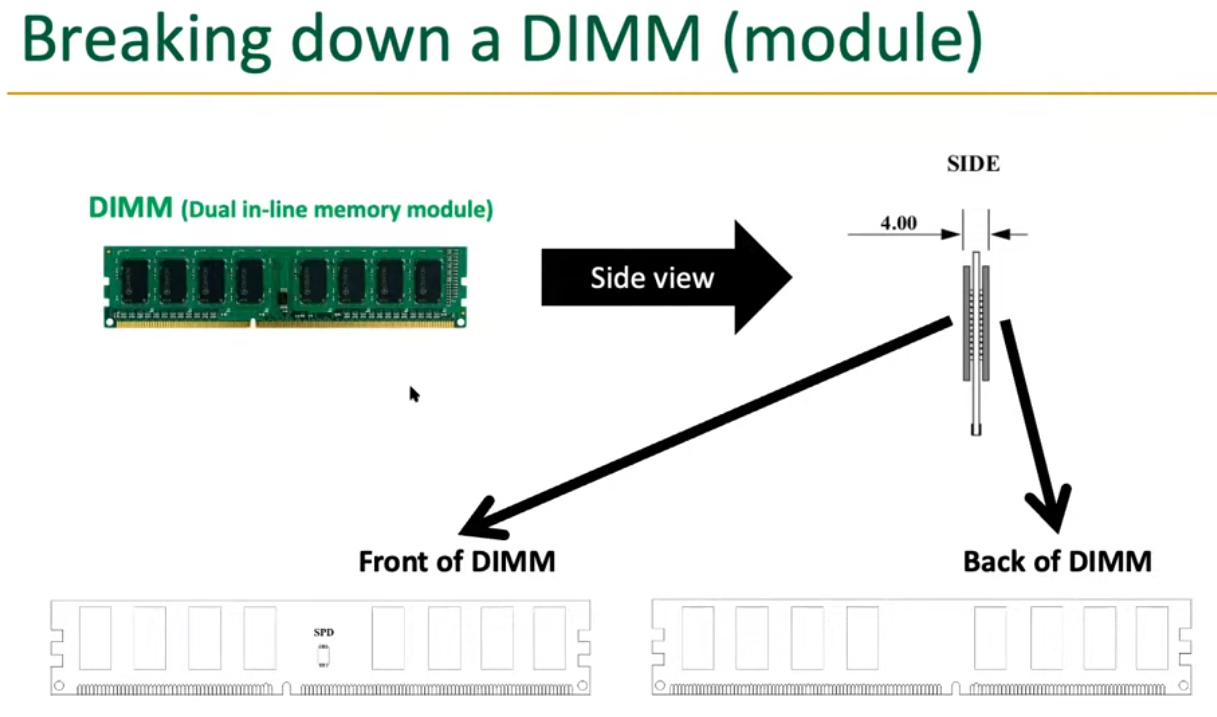 Breaking down a DIMM (module)
SIDE
DIMM (Dual in-line memory module)
4.00
Side view
Front of DIMM
Back of DIMM
SPD